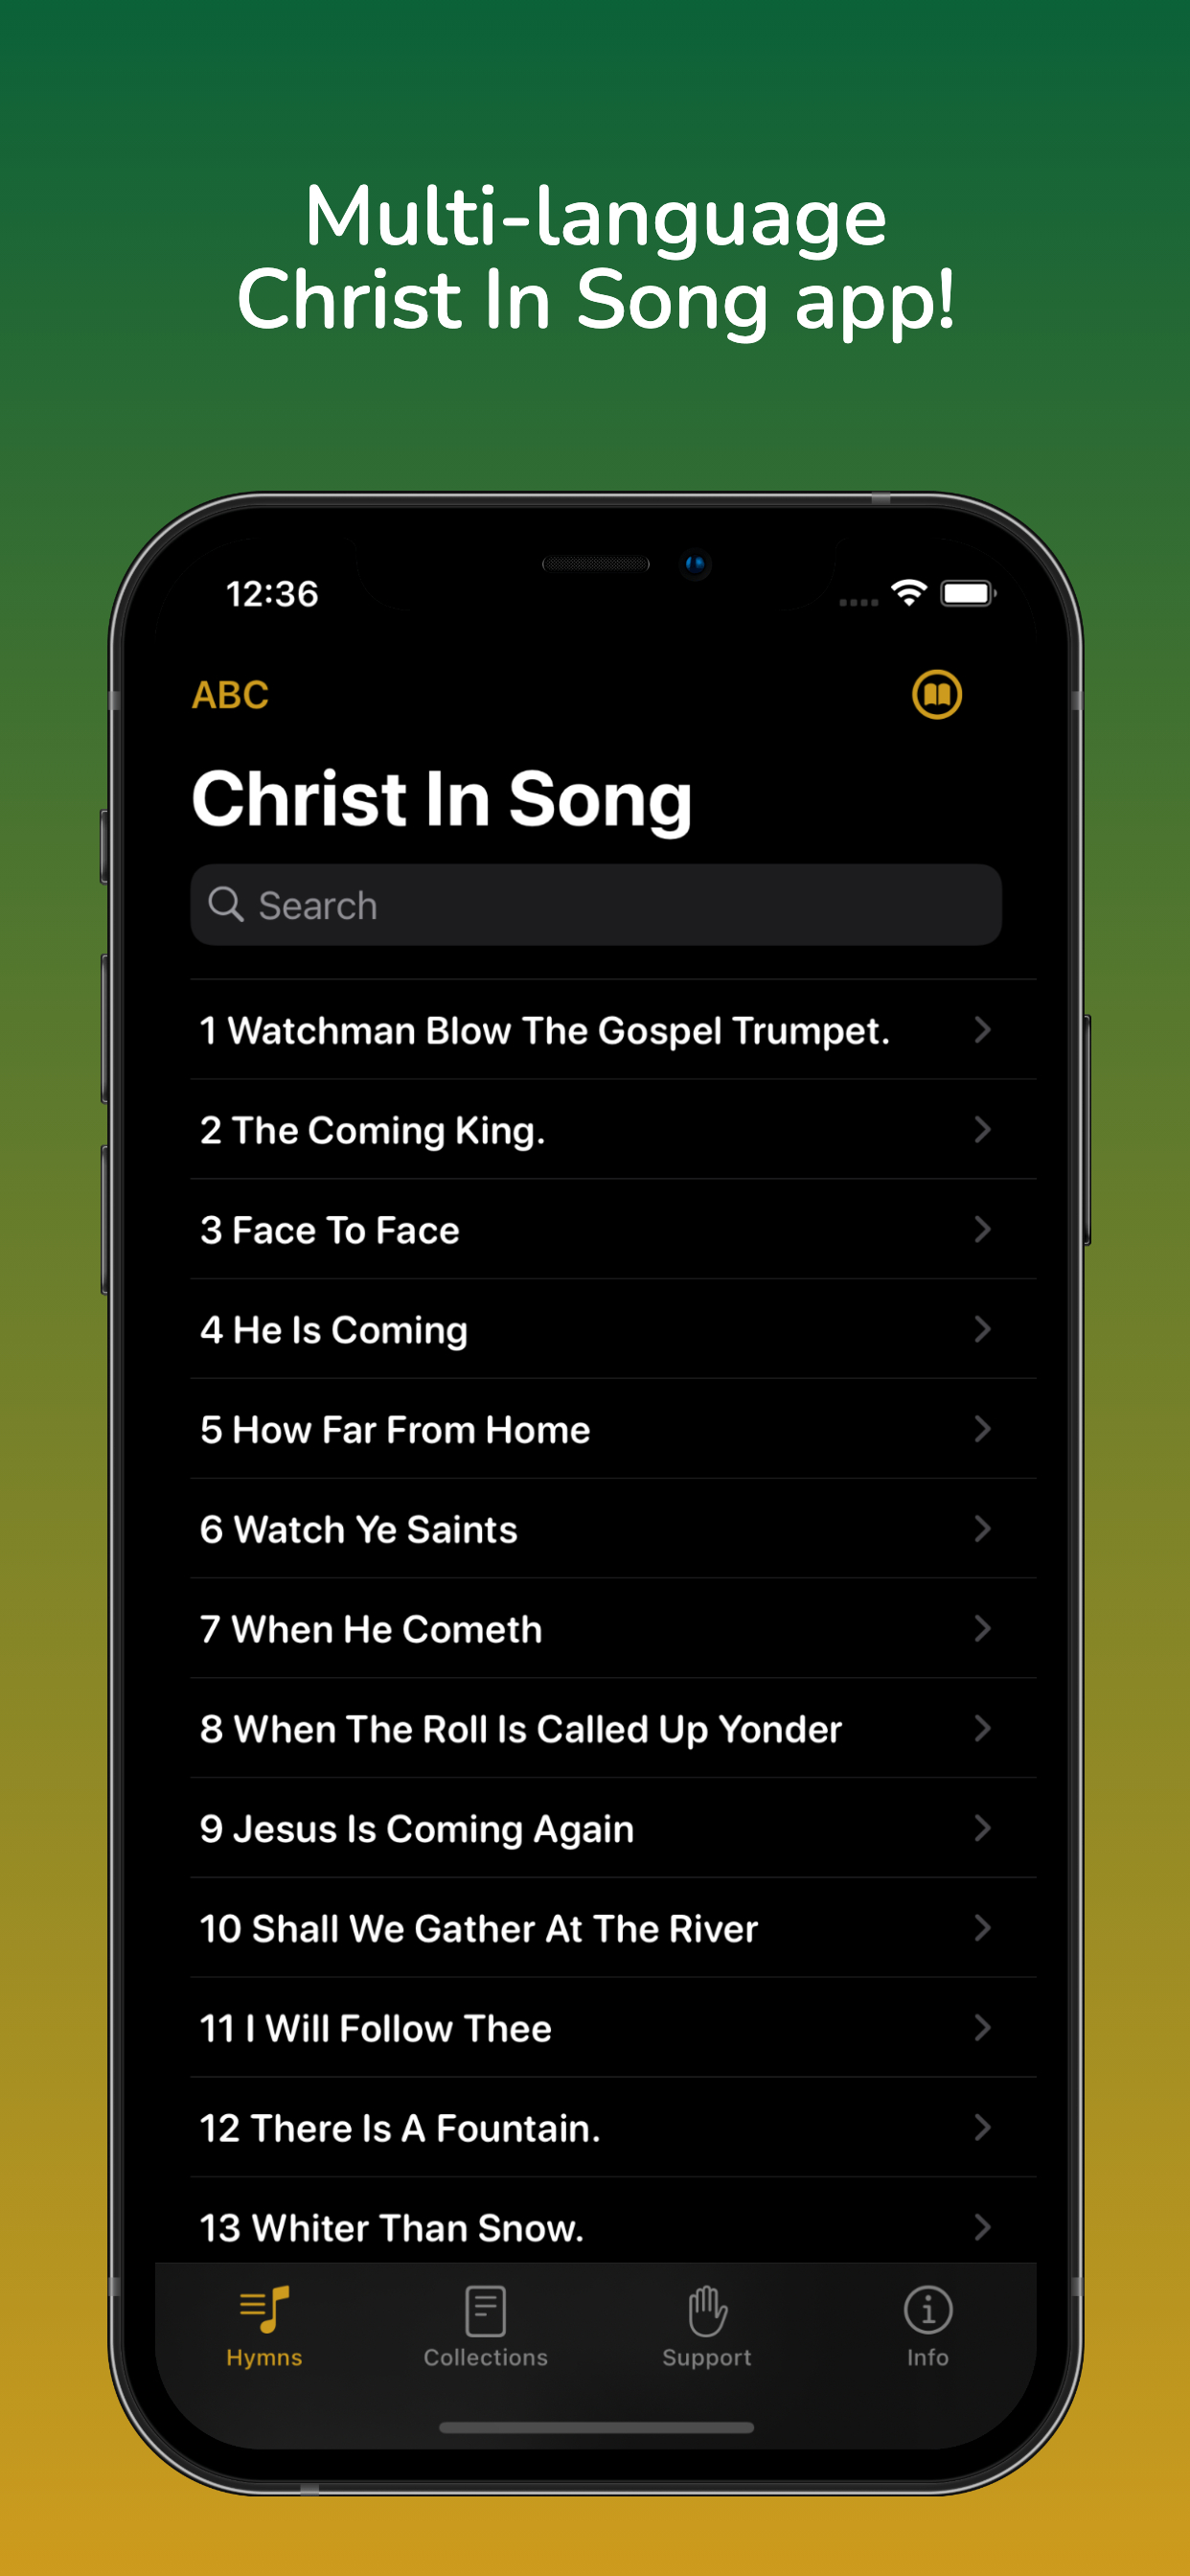 Multi-language
Christ In Song app!
12:36
ABC
Christ In Song
Search
1 Watchman Blow The Gospel Trumpet.
2 The Coming King.
3 Face To Face
4 He Is Coming
5 How Far From Home
6 Watch Ye Saints
7 When He Cometh
8 When The Roll Is Called Up Yonder
9 Jesus Is Coming Again
10 Shall We Gather At The River
11 I Will Follow Thee
12 There Is A Fountain.
13 Whiter Than Snow.
Hymns Collections Support Info